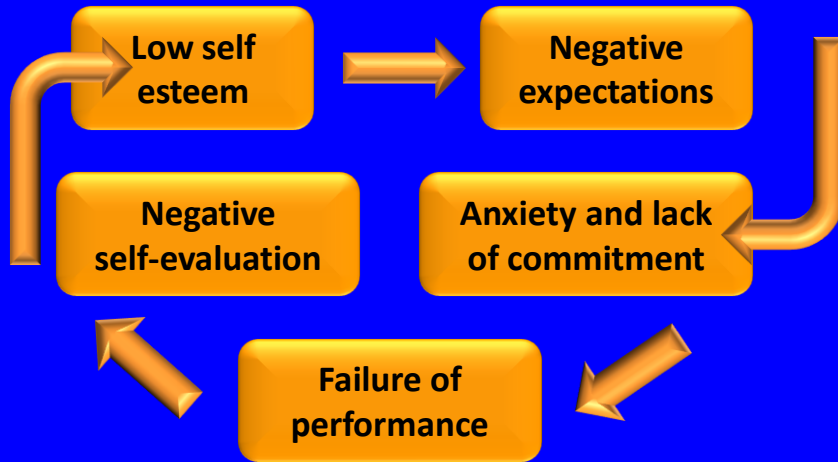 Low self
esteem
Negative
expectations
Anxiety and lack
of commitment
Failure of
performance
Negative
self-evaluation